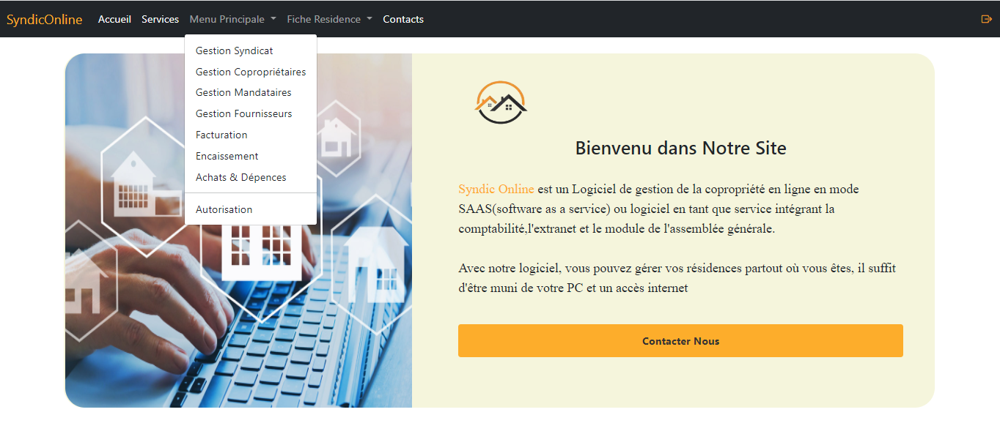 SyndicOnline Accueil Services Menu Principale Fiche Residence Contacts
Gestion Syndicat
Gestion Copropriétaires
Gestion Mandataires
Gestion Fournisseurs
Facturation
Encaissement
Achats & Dépences
Autorisation
Bienvenu dans Notre Site
Syndic Online est un Logiciel de gestion de la copropriété en ligne en mode
SAAS(software as a service) ou logiciel en tant que service intégrant la
comptabilité,l'extranet et le module de l'assemblée générale.
Avec notre logiciel, vous pouvez gérer vos résidences partout où vous êtes, il suffit
d'être muni de votre PC et un accès internet
Contacter Nous